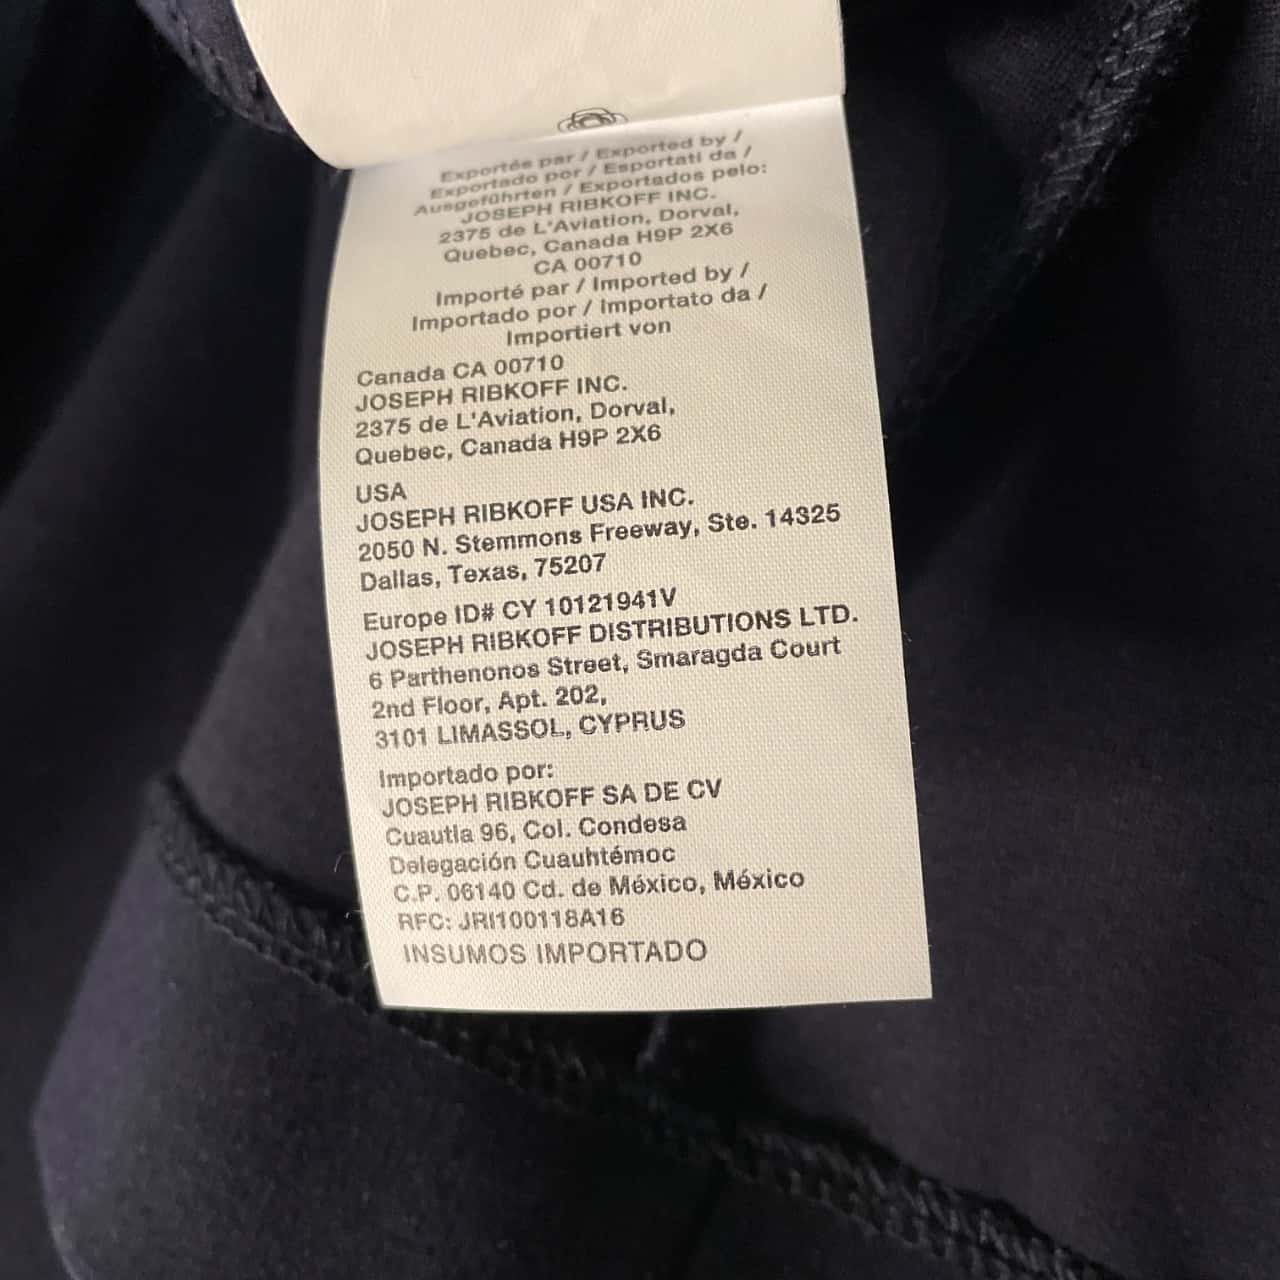 Exportés par / Exported by /
Exportado por / Esportati da /
Ausgeführten / Exportados pelo:
JOSEPH RIBKOFF INC.
2375 de L'Aviation, Dorval,
Quebec, Canada H9P 2X6
CA 00710
Importé par / Imported by /
Importado por / Importato da /
Importiert von
Canada CA 00710
JOSEPH RIBKOFF INC.
2375 de L'Aviation, Dorval,
Quebec, Canada H9P 2X6
USA
JOSEPH RIBKOFF USA INC.
2050 N. Stemmons Freeway, Ste. 14325
Dallas, Texas, 75207
Europe ID# CY 10121941V
JOSEPH RIBKOFF DISTRIBUTIONS LTD.
6 Parthenonos Street, Smaragda Court
2nd Floor, Apt. 202,
3101 LIMASSOL, CYPRUS
Importado por:
JOSEPH RIBKOFF SA DE CV
Cuautla 96, Col. Condesa
Delegación Cuauhtémoc
C.P. 06140 Cd. de México, México
RFC: JRI100118A16
INSUMOS IMPORTADO